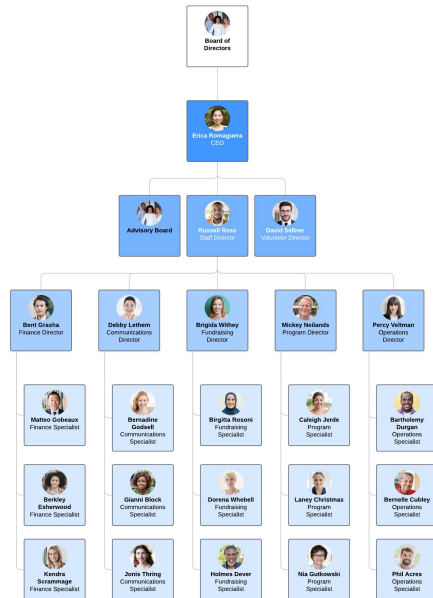 Board of
Directors
Erica Romaguera
CEO
Advisory Board
Russell Ross
Staff Director
David Sellner
Volunteer Director
Bent Grasha
Finance Director
Debby Lethem
Communications
Director
Brigida Withey
Fundraising
Director
Mickey Neilands
Program Director
Percy Veltman
Operations
Director
Matteo Gobeaux
Finance Specialist
Bernadine
Godsell
Communications
Specialist
Birgitta Rosoni
Fundraising
Specialist
Caleigh Jerde
Program
Specialist
Bartholemy
Durgan
Operations
Specialist
Berkley
Esherwood
Finance Specialist
Gianni Block
Communications
Specialist
Dorena Whebell
Fundraising
Specialist
Laney Christmas
Program
Specialist
Bernelle Cubley
Operations
Specialist
Kendra
Scrammage
Finance Specialist
Jonis Thring
Communications
Specialist
Holmes Dever
Fundraising
Specialist
Nia Gutkowski
Program
Specialist
Phil Acres
Operations
Specialist